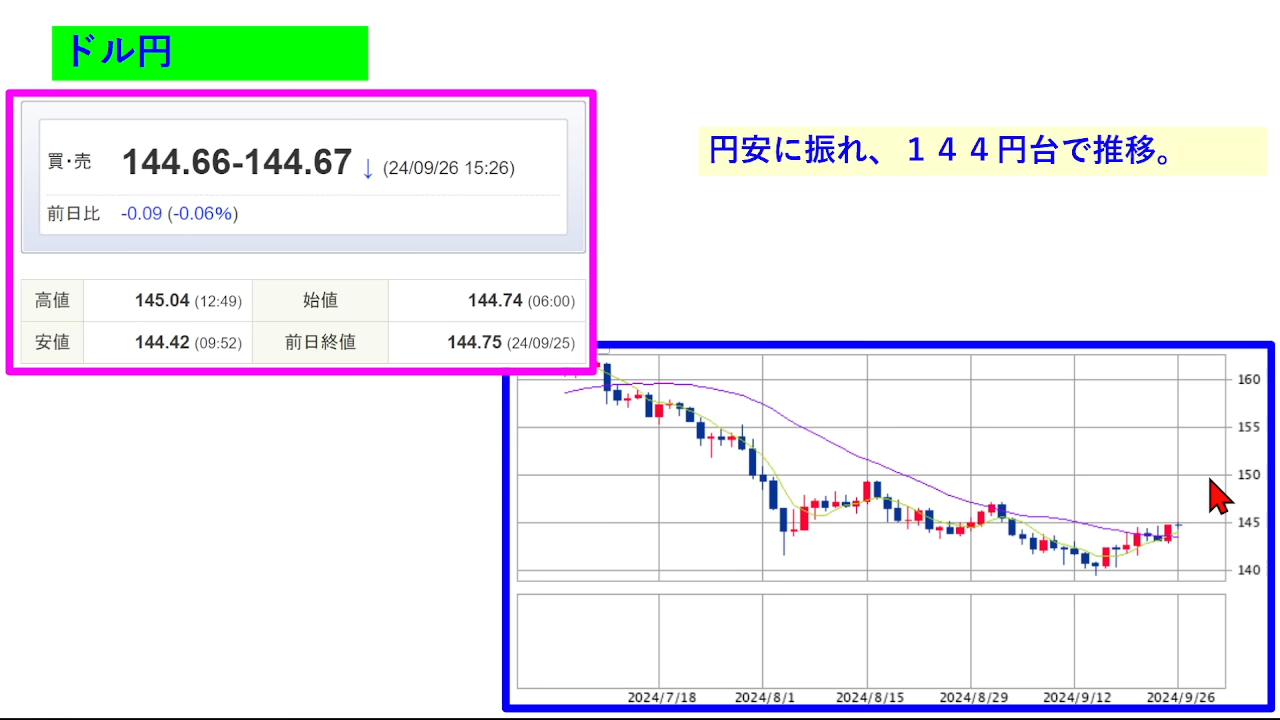 ドル円
買・売 144.66-144.67 ↓ (24/09/26 15:26)
前日比 -0.09 (-0.06%)
高値 145.04 (12:49) 始値 144.74 (06:00)
安値 144.42 (09:52) 前日終値 144.75 (24/09/25)
円安に振れ、１４４円台で推移。
160
155
150
145
140
2024/7/18 2024/8/1 2024/8/15 2024/8/29 2024/9/12 2024/9/26